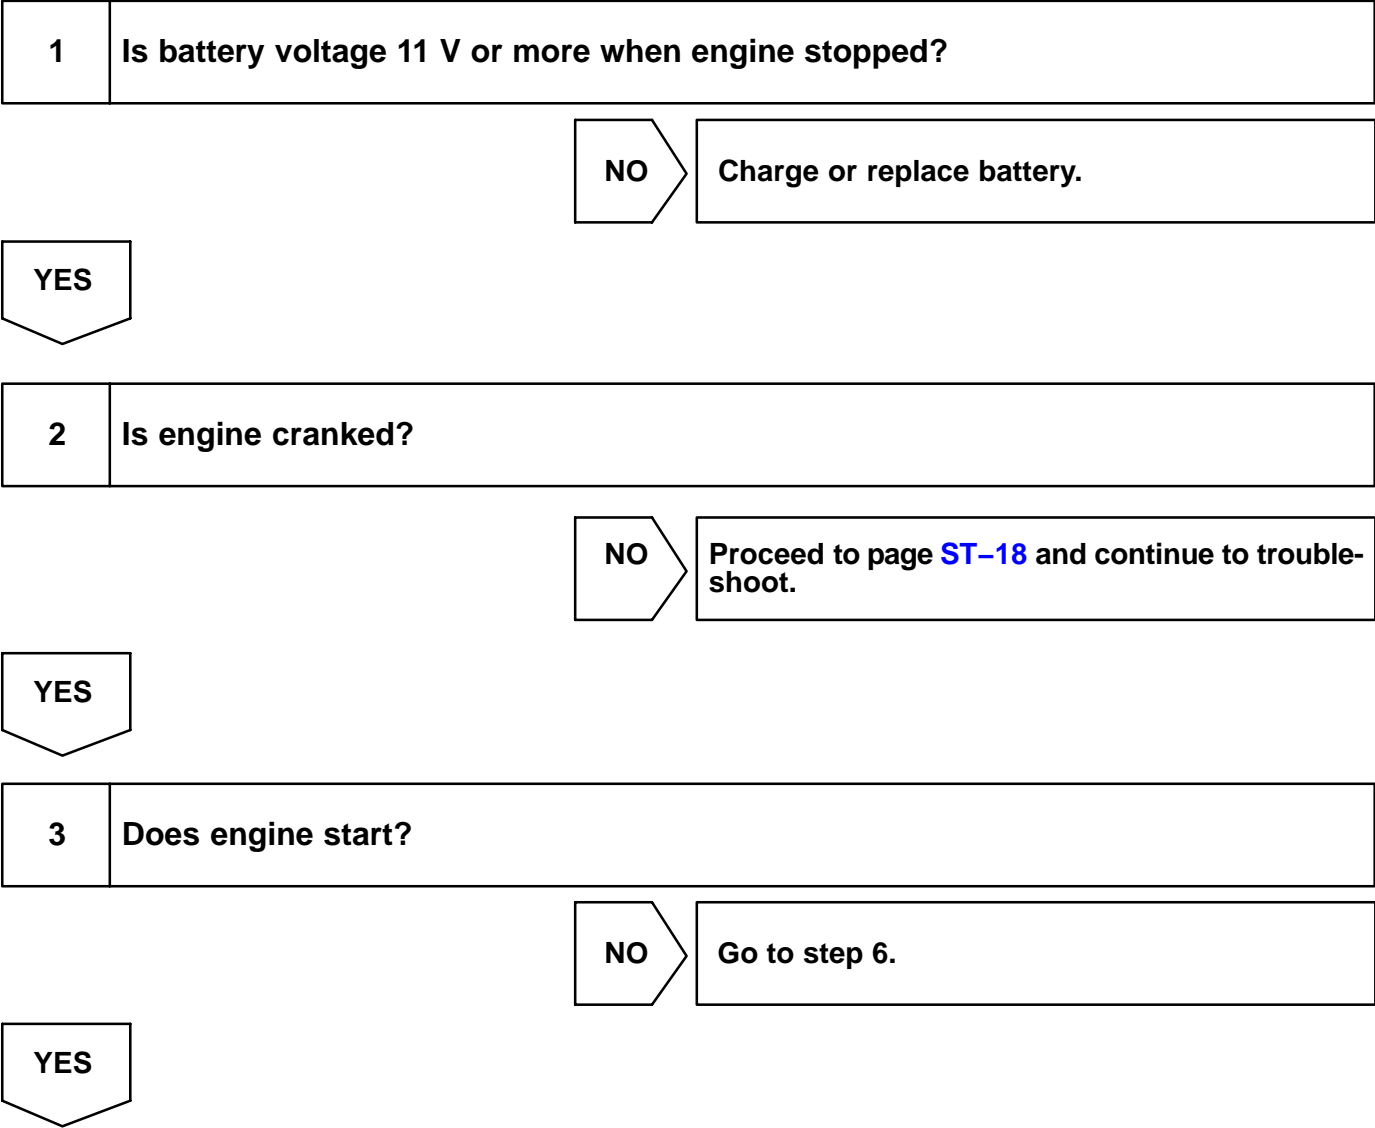 1 Is battery voltage 11 V or more when engine stopped?
NO Charge or replace battery.
YES
2 Is engine cranked?
NO Proceed to page ST–18 and continue to trouble-
shoot.
YES
3 Does engine start?
NO Go to step 6.
YES